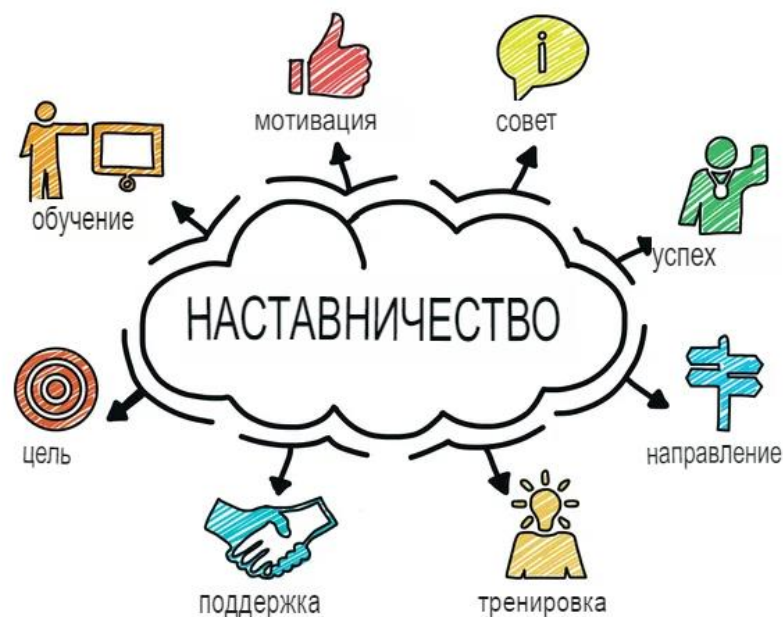 мотивация
совет
обучение
успех
НАСТАВНИЧЕСТВО
цель
направление
поддержка
тренировка